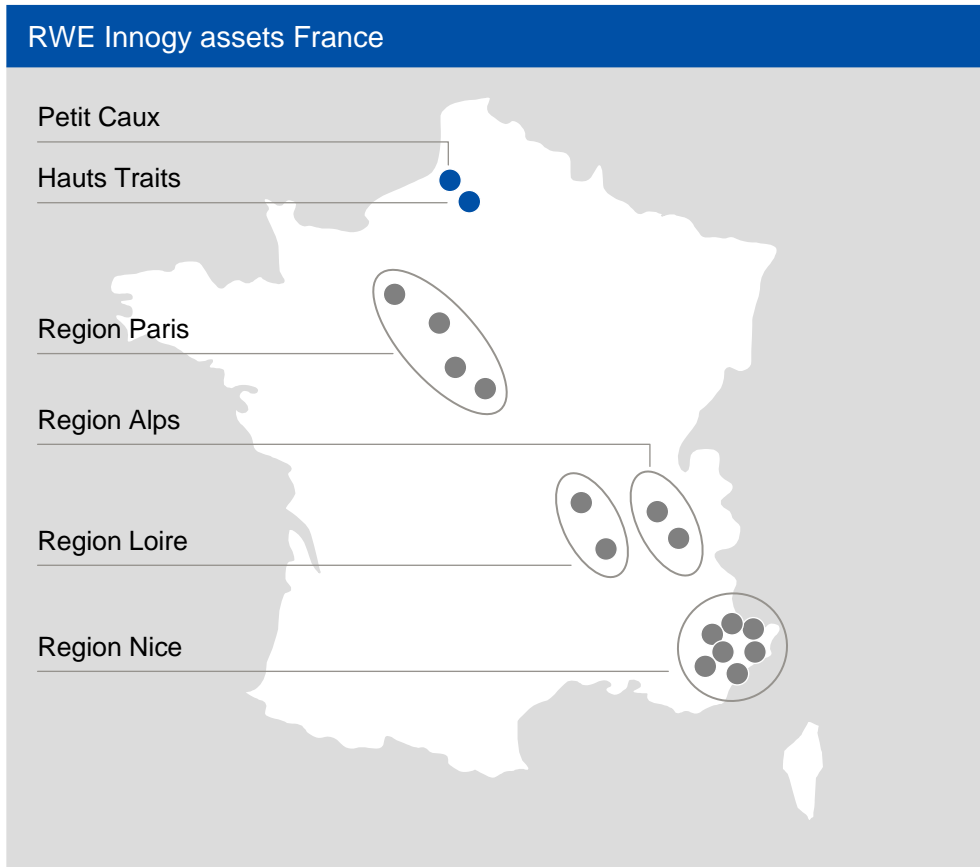 RWE Innogy assets France
Petit Caux
Hauts Traits
Region Paris
Region Alps
Region Loire
Region Nice